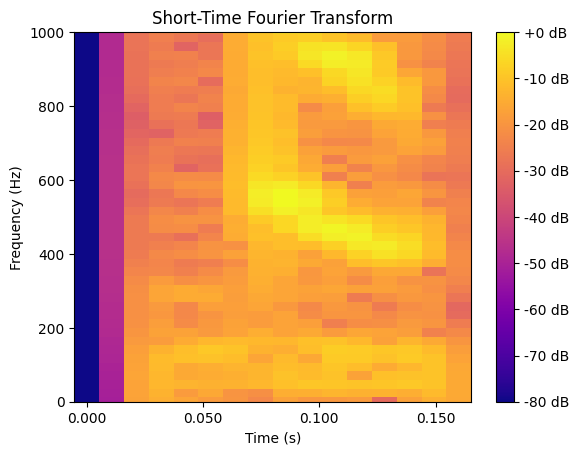 Short-Time Fourier Transform
1000
800
600
400
200
0
Frequency (Hz)
0.000
0.050
0.100
0.150
Time (s)
+0 dB
-10 dB
-20 dB
-30 dB
-40 dB
-50 dB
-60 dB
-70 dB
-80 dB